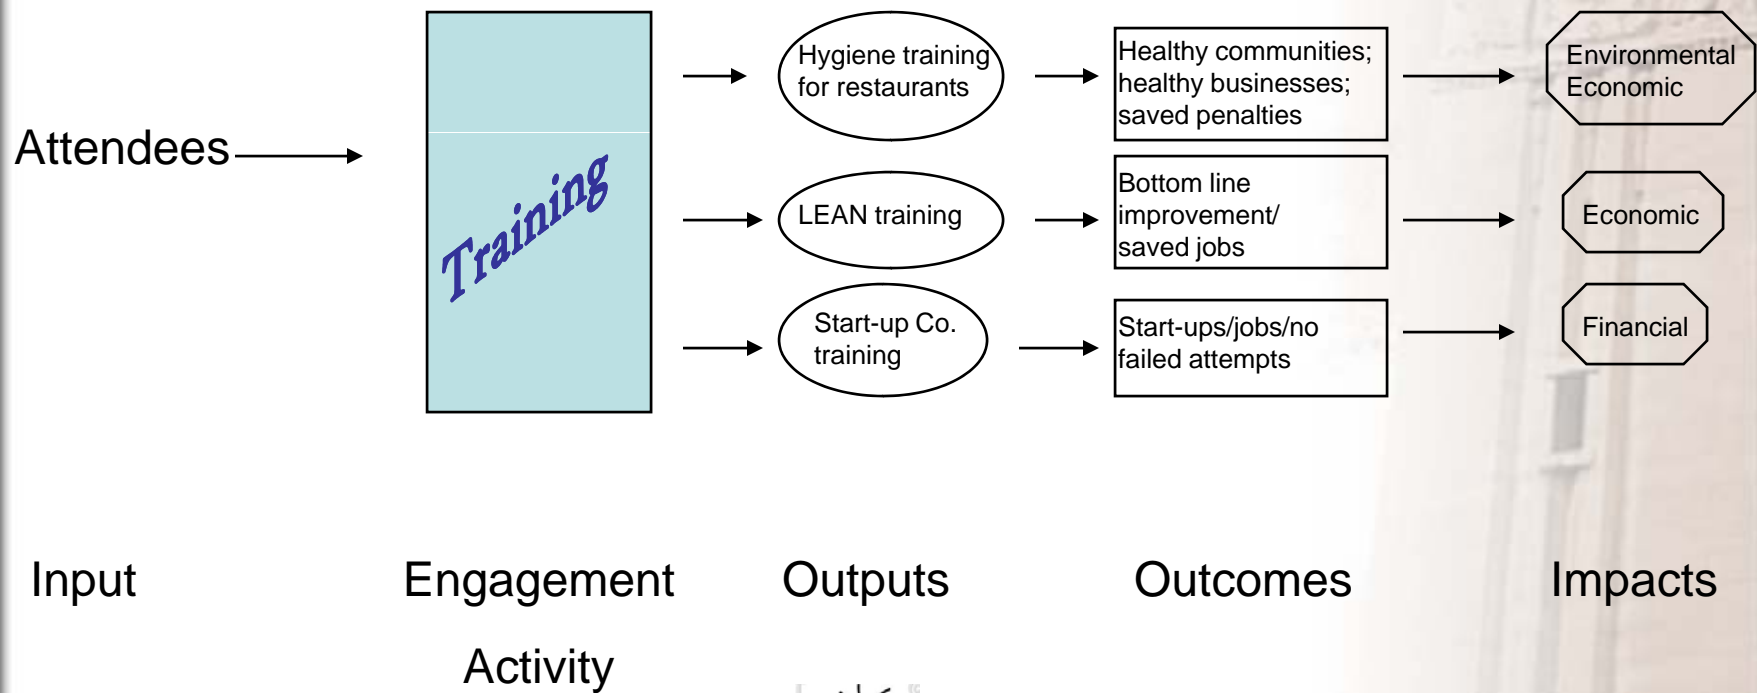 Attendees
Training
Hygiene training
for restaurants
Healthy communities;
healthy businesses;
saved penalties
Environmental
Economic
LEAN training
Bottom line
improvement/
saved jobs
Economic
Start-up Co.
training
Start-ups/jobs/no
failed attempts
Financial
Input
Engagement
Activity
Outputs
Outcomes
Impacts